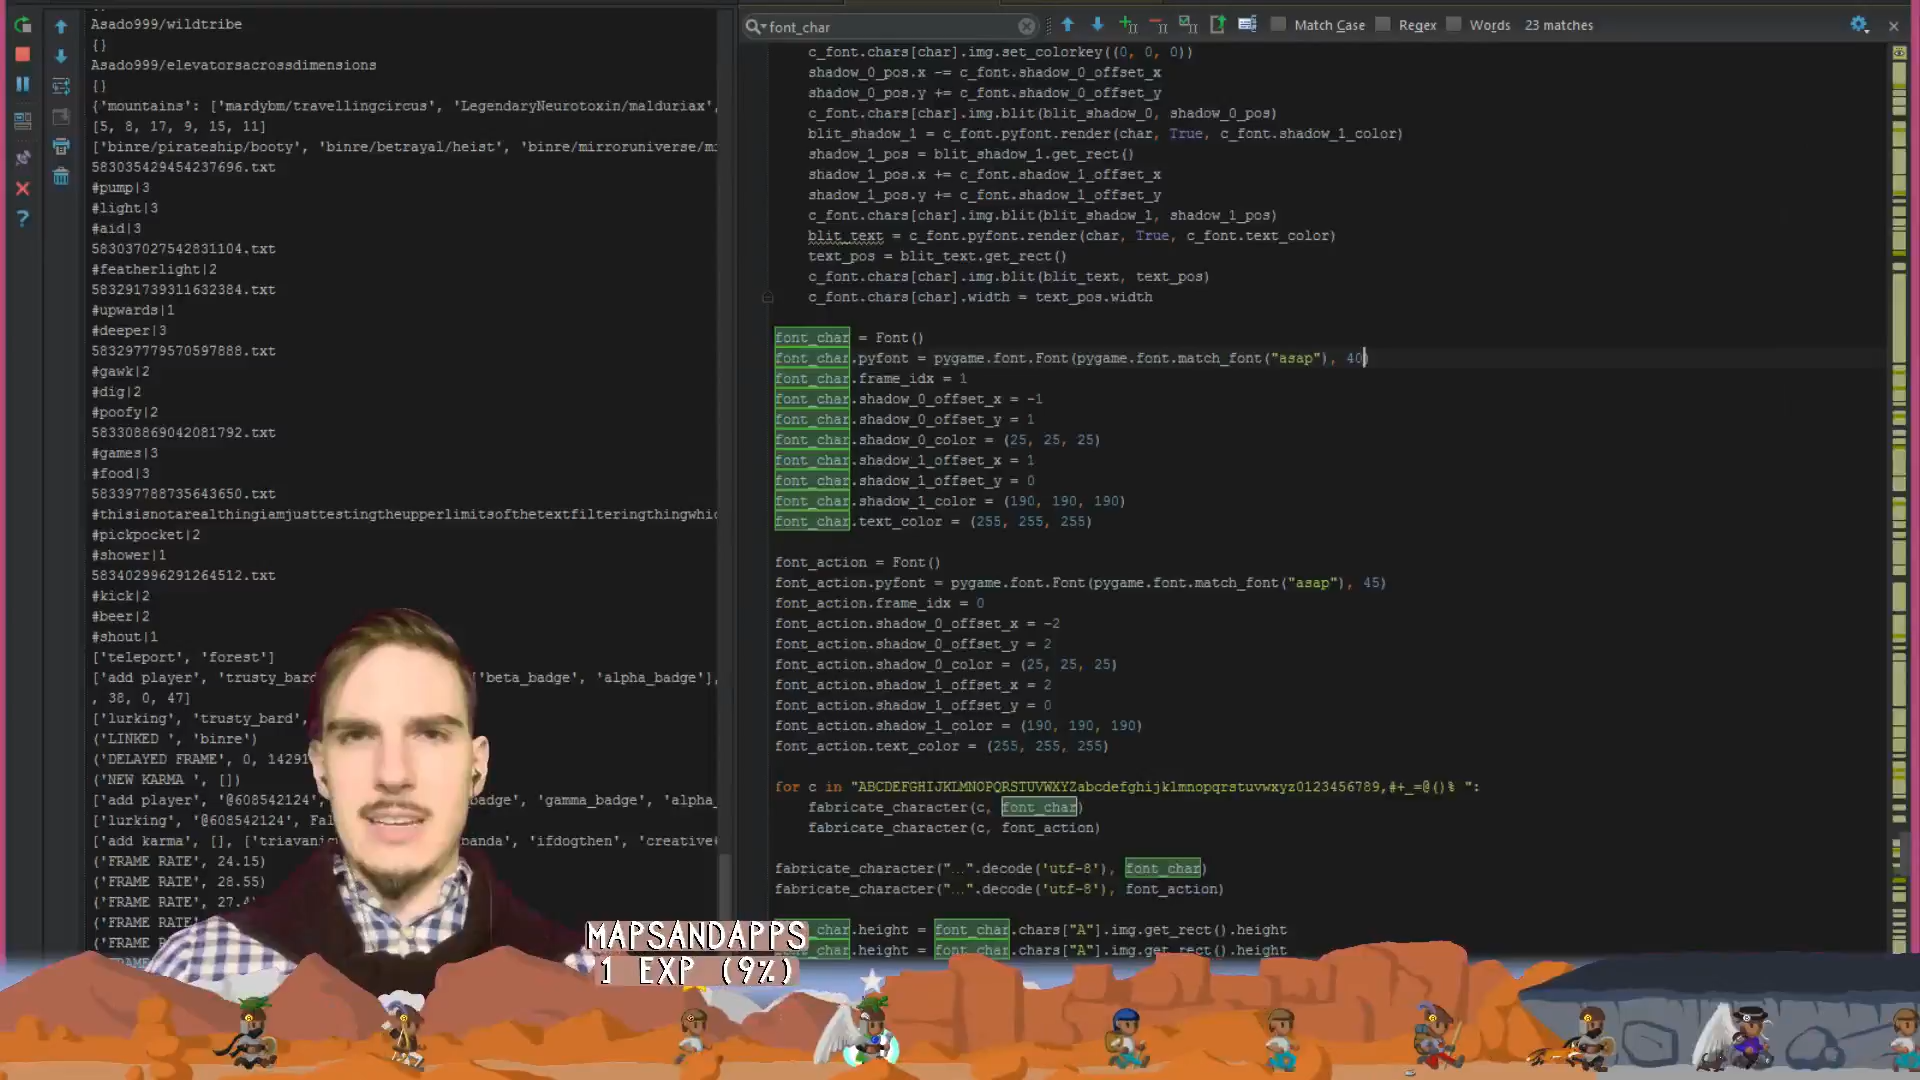 Asado999/wildtribe
{}
Asado999/elevatorsacrossdimensions
{}
{'mountains': ['mardybm/travellingcircus', 'LegendaryNeurotoxin/malduriax',
[5, 8, 17, 9, 15, 11]
['binre/pirateship/booty', 'binre/betrayal/heist', 'binre/mirroruniverse/m
583035429454237696.txt
#pump|3
#light|3
#aid|3
583037027542831104.txt
#featherlight|2
583291739311632384.txt
#upwards|1
#deeper|3
583297779570597888.txt
#gawk|2
#dig|2
#poofy|2
583308869042081792.txt
#games|3
#food|3
583397788735643650.txt
#thisisnotarealthingiamjusttestingtheupperlimitsofthetextfilteringthingwhic
#pickpocket|2
#shower|1
583402996291264512.txt
#kick|2
#beer|2
#shout|1
['teleport', 'forest']
['add player', 'trusty_bard 'beta_badge', 'alpha_badge'],
, 38, 0, 47]
['lurking', 'trusty_bard',
('LINKED ', 'binre')
('DELAYED FRAME', 0, 14291
('NEW KARMA ', [])
['add player', '@608542124', 'gamma_badge', 'alpha_
['lurking', '@608542124', Fal
['add karma', [], ['triavanic 'ifdogthen', 'creative
('FRAME RATE', 24.15)
('FRAME RATE', 28.55)
('FRAME RATE', 27.4
('FRAME R
('FRAME
font_char Match Case Regex Words 23 matches
c_font.chars[char].img.set_colorkey((0, 0, 0))
shadow_0_pos.x -= c_font.shadow_0_offset_x
shadow_0_pos.y += c_font.shadow_0_offset_y
c_font.chars[char].img.blit(blit_shadow_0, shadow_0_pos)
blit_shadow_1 = c_font.pyfont.render(char, True, c_font.shadow_1_color)
shadow_1_pos = blit_shadow_1.get_rect()
shadow_1_pos.x += c_font.shadow_1_offset_x
shadow_1_pos.y += c_font.shadow_1_offset_y
c_font.chars[char].img.blit(blit_shadow_1, shadow_1_pos)
blit_text = c_font.pyfont.render(char, True, c_font.text_color)
text_pos = blit_text.get_rect()
c_font.chars[char].img.blit(blit_text, text_pos)
c_font.chars[char].width = text_pos.width
font_char = Font()
font_char.pyfont = pygame.font.Font(pygame.font.match_font("asap"), 40)
font_char.frame_idx = 1
font_char.shadow_0_offset_x = -1
font_char.shadow_0_offset_y = 1
font_char.shadow_0_color = (25, 25, 25)
font_char.shadow_1_offset_x = 1
font_char.shadow_1_offset_y = 0
font_char.shadow_1_color = (190, 190, 190)
font_char.text_color = (255, 255, 255)
font_action = Font()
font_action.pyfont = pygame.font.Font(pygame.font.match_font("asap"), 45)
font_action.frame_idx = 0
font_action.shadow_0_offset_x = -2
font_action.shadow_0_offset_y = 2
font_action.shadow_0_color = (25, 25, 25)
font_action.shadow_1_offset_x = 2
font_action.shadow_1_offset_y = 0
font_action.shadow_1_color = (190, 190, 190)
font_action.text_color = (255, 255, 255)
for c in "ABCDEFGHIJKLMNOPQRSTUVWXYZabcdefghijklmnopqrstuvwxyz0123456789,#+_=@()% ":
fabricate_character(c, font_char)
fabricate_character(c, font_action)
fabricate_character("…".decode('utf-8'), font_char)
fabricate_character("…".decode('utf-8'), font_action)
.height = font_char.chars["A"].img.get_rect().height
.height = font_char.chars["A"].img.get_rect().height
MAPSANDAPPS
1 EXP (9%)